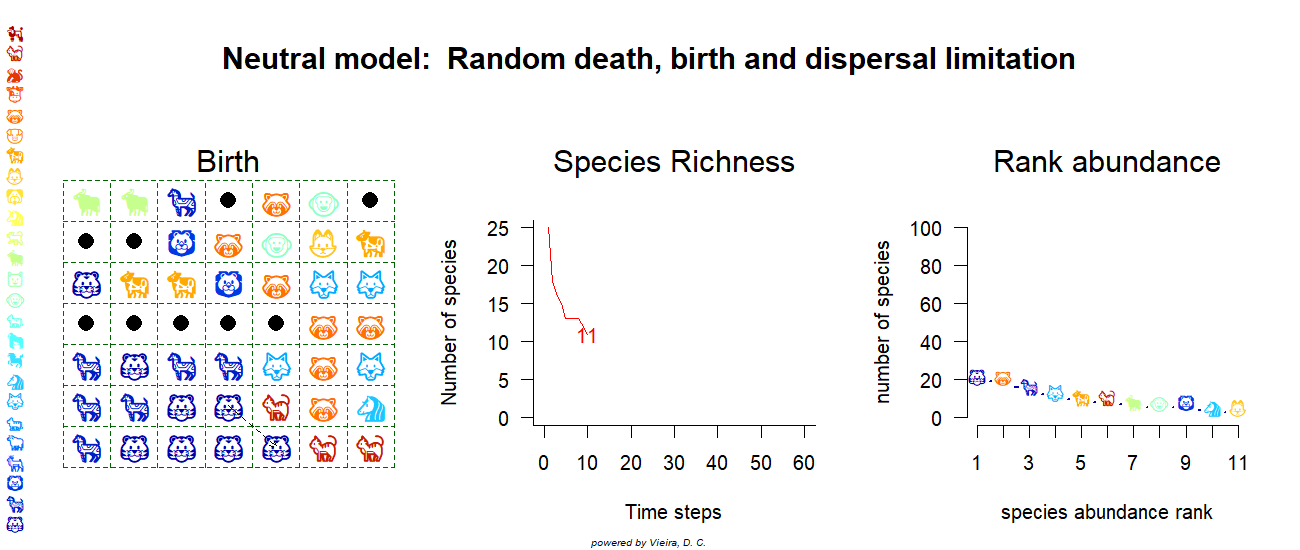 Neutral model:  Random death, birth and dispersal limitation
Birth
Species Richness
Number of species
25
20
15
10
5
0
11
0 10 20 30 40 50 60
Time steps
Rank abundance
number of species
100
80
60
40
20
0
1 3 5 7 9 11
species abundance rank
powered by Vieira, D. C.